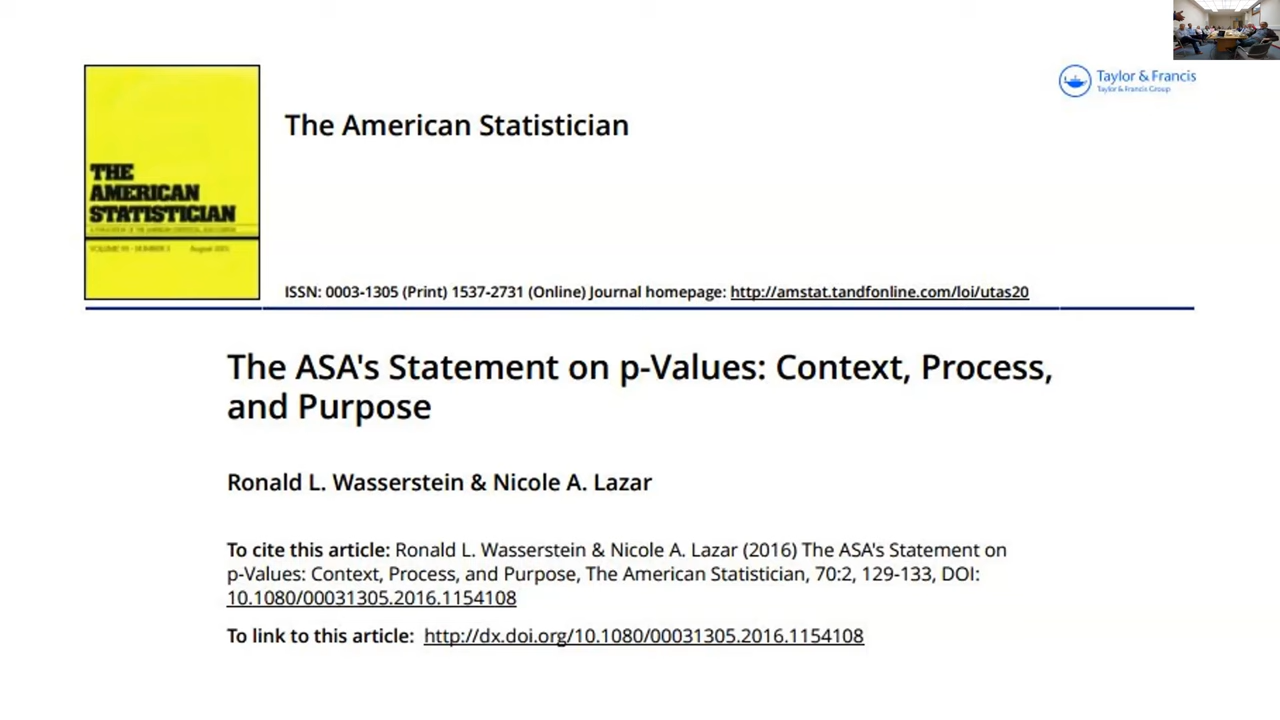 Taylor & Francis
Taylor & Francis Group
The American Statistician
THE
AMERICAN
STATISTICIAN
ISSN: 0003-1305 (Print) 1537-2731 (Online) Journal homepage: http://amstat.tandfonline.com/loi/utas20
The ASA's Statement on p-Values: Context, Process,
and Purpose
Ronald L. Wasserstein & Nicole A. Lazar
To cite this article: Ronald L. Wasserstein & Nicole A. Lazar (2016) The ASA's Statement on
p-Values: Context, Process, and Purpose, The American Statistician, 70:2, 129-133, DOI:
10.1080/00031305.2016.1154108
To link to this article: http://dx.doi.org/10.1080/00031305.2016.1154108